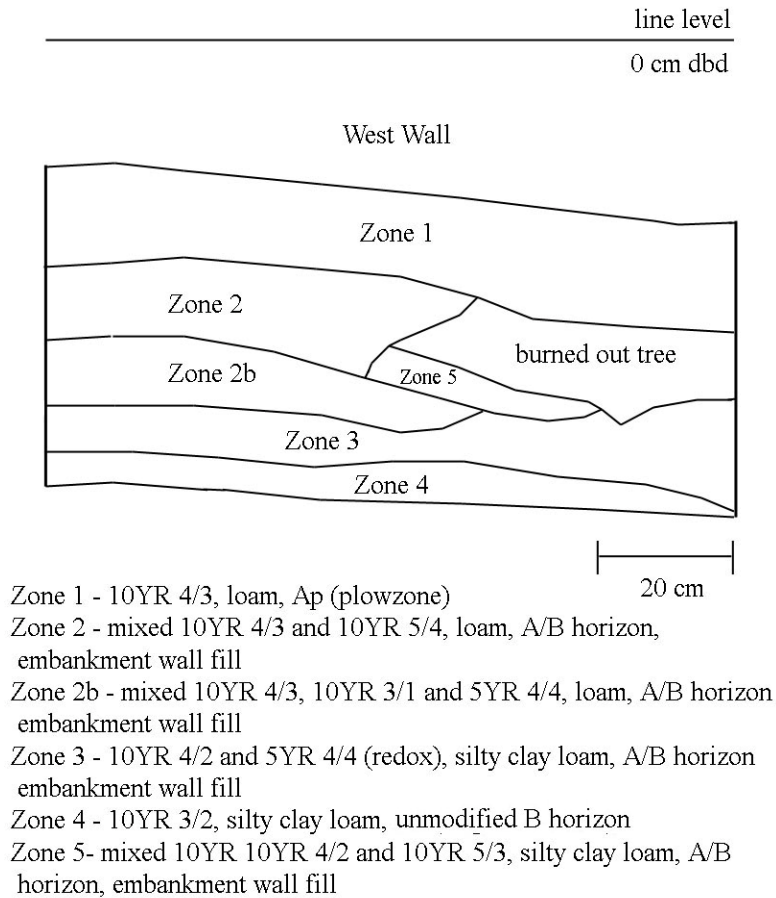 line level
0 cm dbd
West Wall
Zone 1
Zone 2
burned out tree
Zone 2b
Zone 5
Zone 3
Zone 4
20 cm
Zone 1 - 10YR 4/3, loam, Ap (plowzone)
Zone 2 - mixed 10YR 4/3 and 10YR 5/4, loam, A/B horizon,
embankment wall fill
Zone 2b - mixed 10YR 4/3, 10YR 3/1 and 5YR 4/4, loam, A/B horizon
embankment wall fill
Zone 3 - 10YR 4/2 and 5YR 4/4 (redox), silty clay loam, A/B horizon
embankment wall fill
Zone 4 - 10YR 3/2, silty clay loam, unmodified B horizon
Zone 5- mixed 10YR 10YR 4/2 and 10YR 5/3, silty clay loam, A/B
horizon, embankment wall fill